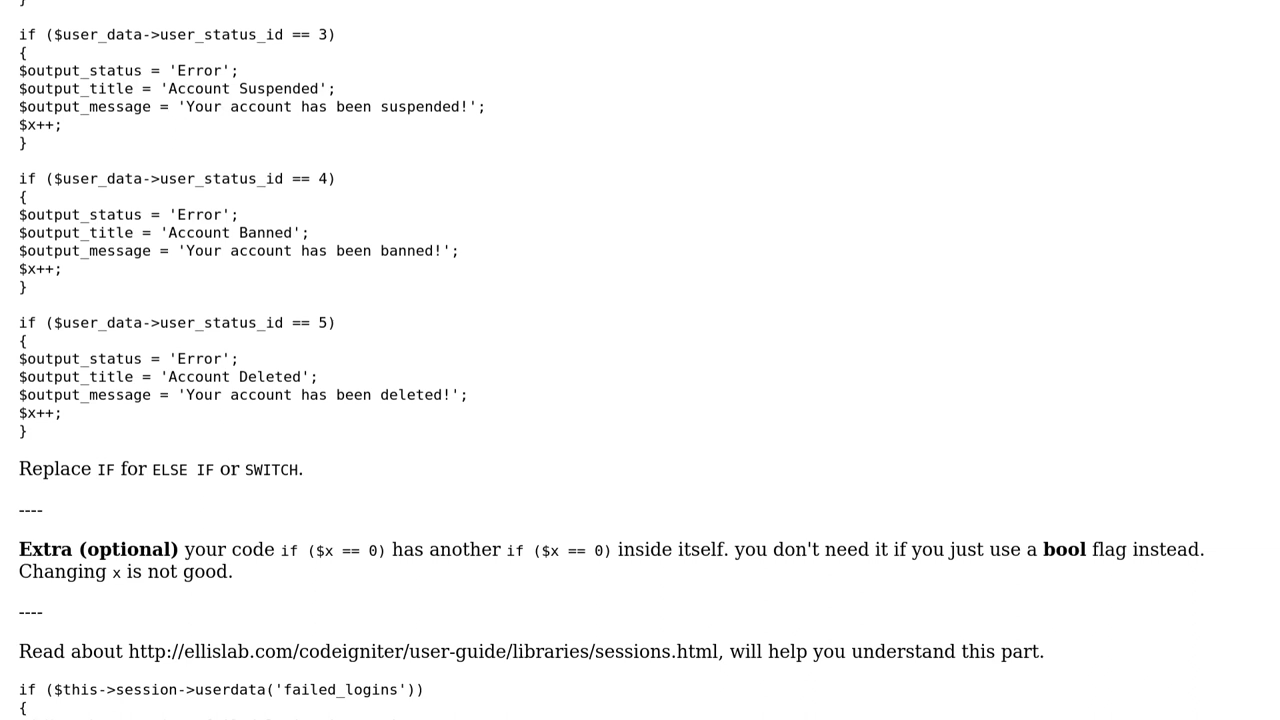 }
if ($user_data->user_status_id == 3)
{
$output_status = 'Error';
$output_title = 'Account Suspended';
$output_message = 'Your account has been suspended!';
$x++;
}
if ($user_data->user_status_id == 4)
{
$output_status = 'Error';
$output_title = 'Account Banned';
$output_message = 'Your account has been banned!';
$x++;
}
if ($user_data->user_status_id == 5)
{
$output_status = 'Error';
$output_title = 'Account Deleted';
$output_message = 'Your account has been deleted!';
$x++;
}
Replace IF for ELSE IF or SWITCH.
----
Extra (optional) your code if ($x == 0) has another if ($x == 0) inside itself. you don't need it if you just use a bool flag instead.
Changing x is not good.
----
Read about http://ellislab.com/codeigniter/user-guide/libraries/sessions.html, will help you understand this part.
if ($this->session->userdata('failed_logins'))
{